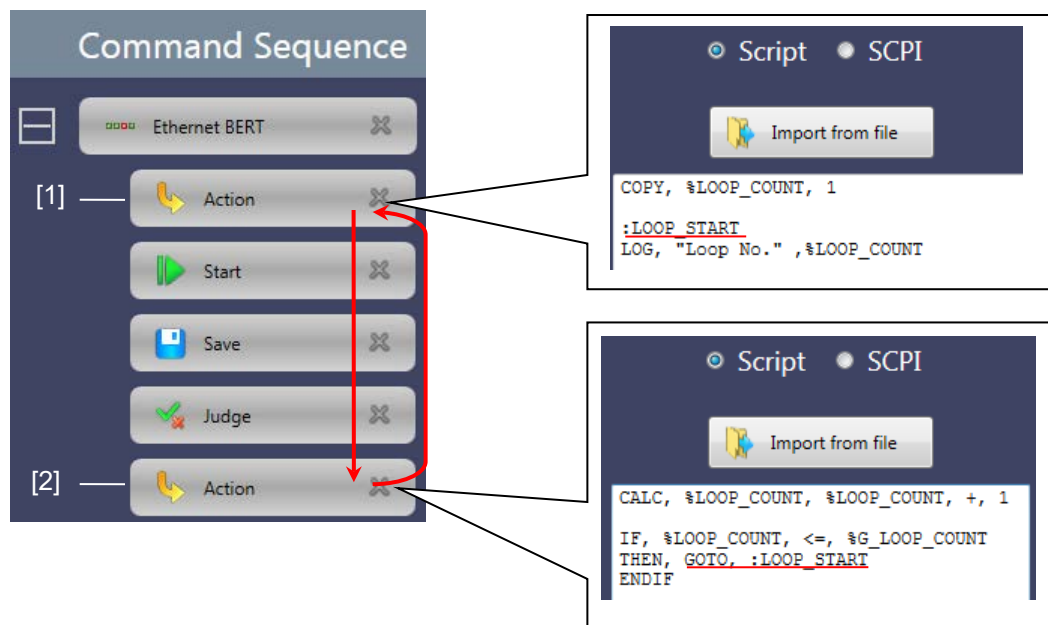 Command Sequence
Ethernet BERT
[1]
Action
Start
Save
Judge
[2]
Action
Script SCPI
Import from file
COPY, %LOOP_COUNT, 1
:LOOP_START
LOG, "Loop No." ,%LOOP_COUNT
Script SCPI
Import from file
CALC, %LOOP_COUNT, %LOOP_COUNT, +, 1
IF, %LOOP_COUNT, <=, %G_LOOP_COUNT
THEN, GOTO, :LOOP_START
ENDIF